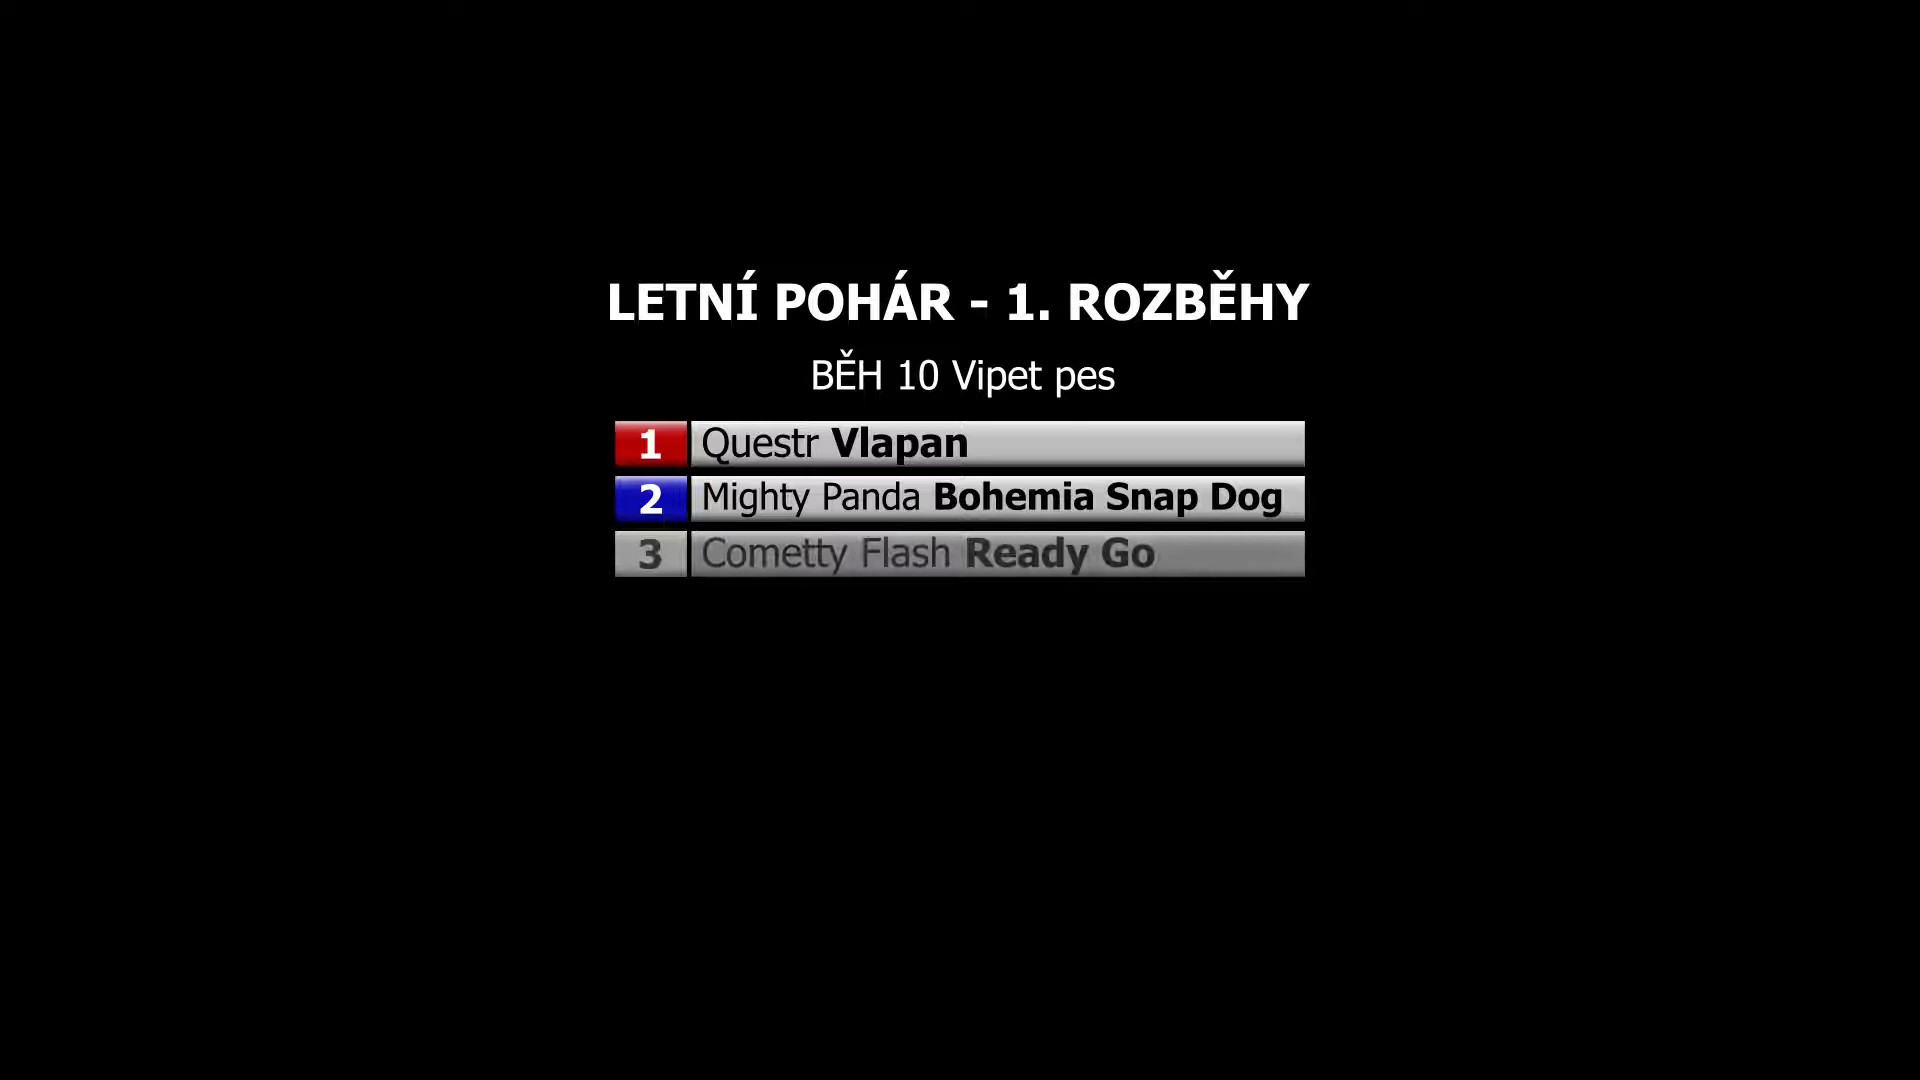 LETNÍ POHÁR - 1. ROZBĚHY
BĚH 10 Vipet pes
1 Questr Vlapan
2 Mighty Panda Bohemia Snap Dog
3 Cometty Flash Ready Go